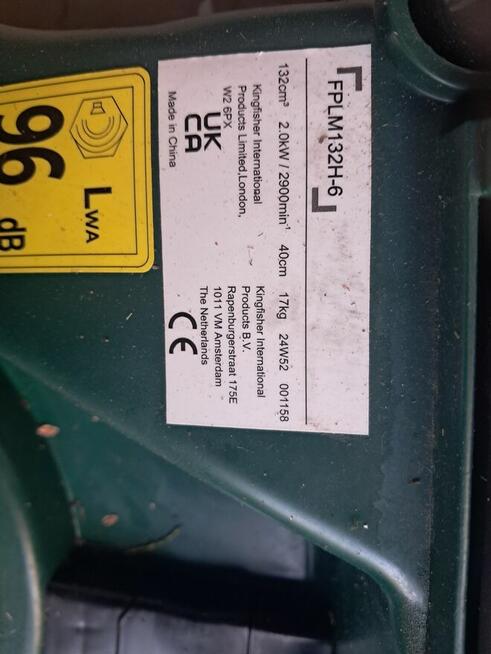 FPLM132H-6
132cm³ 2.0kW / 2900min⁻¹ 40cm 17kg 24W52 001158
Kingfisher International
Products Limited,London,
W2 6PX
UK
CA
Made in China
Kingfisher International
Products B.V.
Rapenburgerstraat 175E
1011 VM Amsterdam
The Netherlands
CE
LWA
96
dB